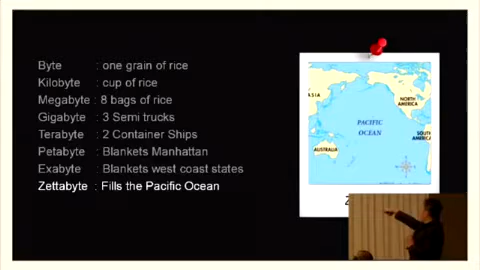 Byte : one grain of rice
Kilobyte : cup of rice
Megabyte : 8 bags of rice
Gigabyte : 3 Semi trucks
Terabyte : 2 Container Ships
Petabyte : Blankets Manhattan
Exabyte : Blankets west coast states
Zettabyte : Fills the Pacific Ocean
ASIA
NORTH
AMERICA
PACIFIC
OCEAN
SOUTH
AMERICA
AUSTRALIA
Z